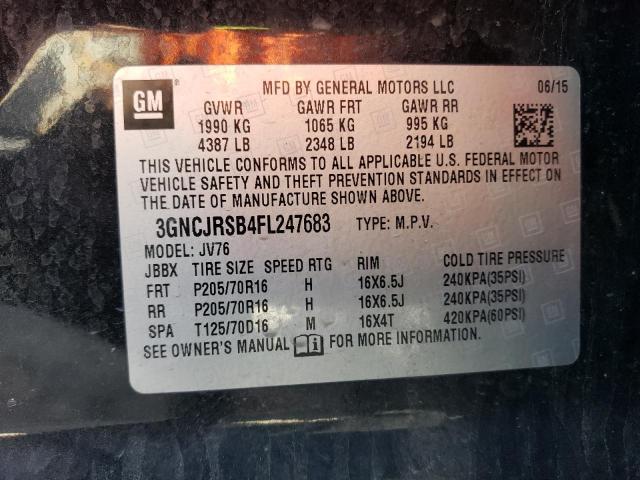 GM
MFD BY GENERAL MOTORS LLC 06/15
GVWR GAWR FRT GAWR RR
1990 KG 1065 KG 995 KG
4387 LB 2348 LB 2194 LB
THIS VEHICLE CONFORMS TO ALL APPLICABLE U.S. FEDERAL MOTOR
VEHICLE SAFETY AND THEFT PREVENTION STANDARDS IN EFFECT ON
THE DATE OF MANUFACTURE SHOWN ABOVE.
3GNCJRSB4FL247683 TYPE: M.P.V.
MODEL: JV76
JBBX TIRE SIZE SPEED RTG RIM COLD TIRE PRESSURE
FRT P205/70R16 H 16X6.5J 240KPA(35PSI)
RR P205/70R16 H 16X6.5J 240KPA(35PSI)
SPA T125/70D16 M 16X4T 420KPA(60PSI)
SEE OWNER'S MANUAL FOR MORE INFORMATION.